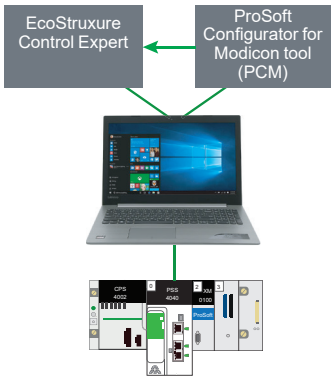 EcoStruxure
Control Expert
ProSoft
Configurator for
Modicon tool
(PCM)
CPS
4002
0
PSS
4040
2
XM
0100
ProSoft
3